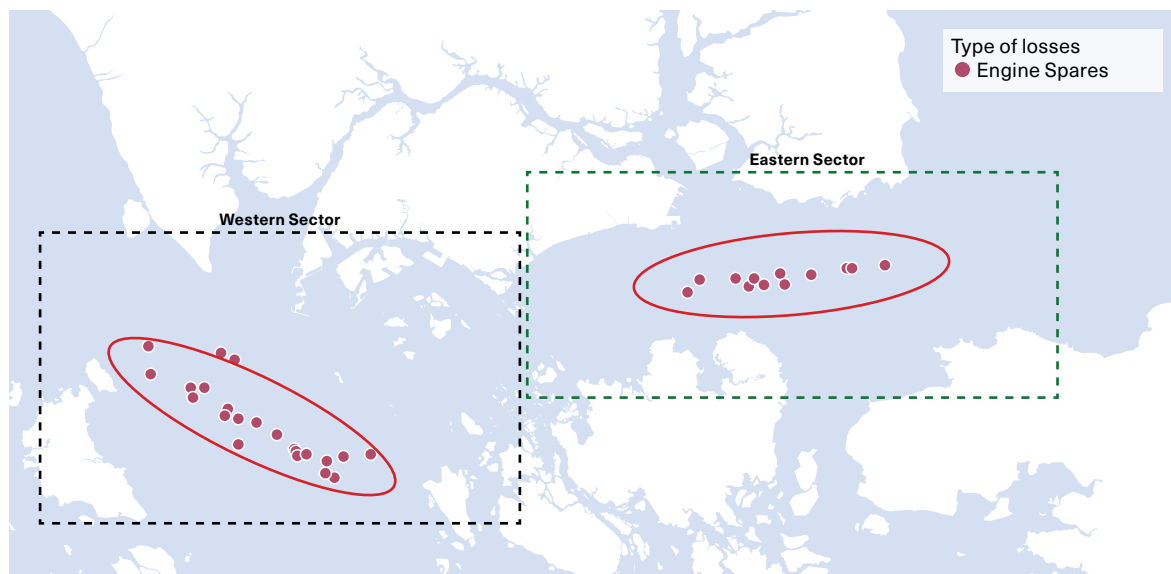 Type of losses
Engine Spares
Eastern Sector
Western Sector